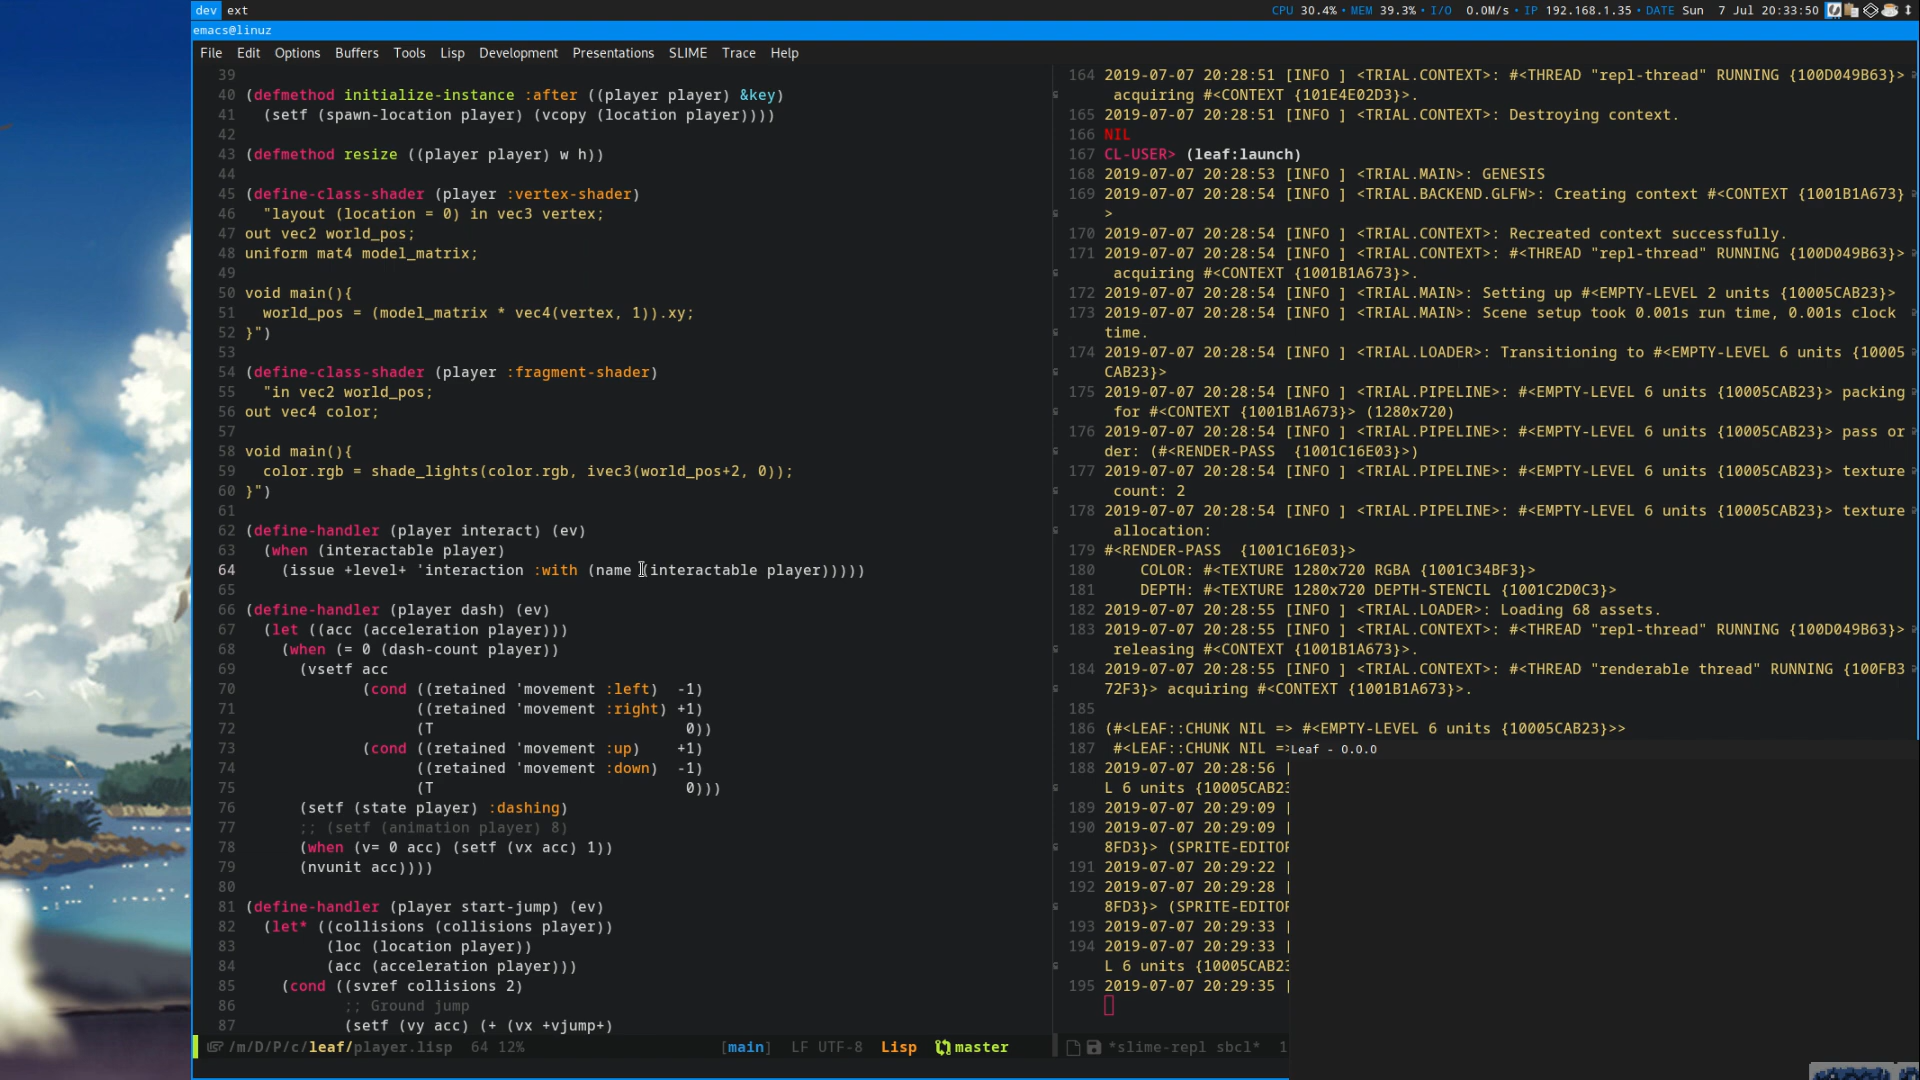 dev ext
CPU 30.4% • MEM 39.3% • I/O 0.0M/s • IP 192.168.1.35 • DATE Sun 7 Jul 20:33:50
emacs@linuz
File Edit Options Buffers Tools Lisp Development Presentations SLIME Trace Help
39
40 (defmethod initialize-instance :after ((player player) &key)
41   (setf (spawn-location player) (vcopy (location player))))
42
43 (defmethod resize ((player player) w h))
44
45 (define-class-shader (player :vertex-shader)
46   "layout (location = 0) in vec3 vertex;
47 out vec2 world_pos;
48 uniform mat4 model_matrix;
49
50 void main(){
51   world_pos = (model_matrix * vec4(vertex, 1)).xy;
52 }")
53
54 (define-class-shader (player :fragment-shader)
55   "in vec2 world_pos;
56 out vec4 color;
57
58 void main(){
59   color.rgb = shade_lights(color.rgb, ivec3(world_pos+2, 0));
60 }")
61
62 (define-handler (player interact) (ev)
63   (when (interactable player)
64     (issue +level+ 'interaction :with (name (interactable player)))))
65
66 (define-handler (player dash) (ev)
67   (let ((acc (acceleration player)))
68     (when (= 0 (dash-count player))
69       (vsetf acc
70              (cond ((retained 'movement :left)  -1)
71                    ((retained 'movement :right) +1)
72                    (T                            0))
73              (cond ((retained 'movement :up)    +1)
74                    ((retained 'movement :down)  -1)
75                    (T                            0)))
76       (setf (state player) :dashing)
77       ;; (setf (animation player) 8)
78       (when (v= 0 acc) (setf (vx acc) 1))
79       (nvunit acc))))
80
81 (define-handler (player start-jump) (ev)
82   (let* ((collisions (collisions player))
83          (loc (location player))
84          (acc (acceleration player)))
85     (cond ((svref collisions 2)
86            ;; Ground jump
87            (setf (vy acc) (+ (vx +vjump+)
/m/D/P/c/leaf/player.lisp 64 12% [main] LF UTF-8 Lisp master
164 2019-07-07 20:28:51 [INFO ] <TRIAL.CONTEXT>: #<THREAD "repl-thread" RUNNING {100D049B63}>
acquiring #<CONTEXT {101E4E02D3}>.
165 2019-07-07 20:28:51 [INFO ] <TRIAL.CONTEXT>: Destroying context.
166 NIL
167 CL-USER> (leaf:launch)
168 2019-07-07 20:28:53 [INFO ] <TRIAL.MAIN>: GENESIS
169 2019-07-07 20:28:54 [INFO ] <TRIAL.BACKEND.GLFW>: Creating context #<CONTEXT {1001B1A673}
>
170 2019-07-07 20:28:54 [INFO ] <TRIAL.CONTEXT>: Recreated context successfully.
171 2019-07-07 20:28:54 [INFO ] <TRIAL.CONTEXT>: #<THREAD "repl-thread" RUNNING {100D049B63}>
acquiring #<CONTEXT {1001B1A673}>.
172 2019-07-07 20:28:54 [INFO ] <TRIAL.MAIN>: Setting up #<EMPTY-LEVEL 2 units {10005CAB23}>
173 2019-07-07 20:28:54 [INFO ] <TRIAL.MAIN>: Scene setup took 0.001s run time, 0.001s clock
time.
174 2019-07-07 20:28:54 [INFO ] <TRIAL.LOADER>: Transitioning to #<EMPTY-LEVEL 6 units {10005
CAB23}>
175 2019-07-07 20:28:54 [INFO ] <TRIAL.PIPELINE>: #<EMPTY-LEVEL 6 units {10005CAB23}> packing
for #<CONTEXT {1001B1A673}> (1280x720)
176 2019-07-07 20:28:54 [INFO ] <TRIAL.PIPELINE>: #<EMPTY-LEVEL 6 units {10005CAB23}> pass or
der: (#<RENDER-PASS  {1001C16E03}>)
177 2019-07-07 20:28:54 [INFO ] <TRIAL.PIPELINE>: #<EMPTY-LEVEL 6 units {10005CAB23}> texture
count: 2
178 2019-07-07 20:28:54 [INFO ] <TRIAL.PIPELINE>: #<EMPTY-LEVEL 6 units {10005CAB23}> texture
allocation:
179 #<RENDER-PASS  {1001C16E03}>
180     COLOR: #<TEXTURE 1280x720 RGBA {1001C34BF3}>
181     DEPTH: #<TEXTURE 1280x720 DEPTH-STENCIL {1001C2D0C3}>
182 2019-07-07 20:28:55 [INFO ] <TRIAL.LOADER>: Loading 68 assets.
183 2019-07-07 20:28:55 [INFO ] <TRIAL.CONTEXT>: #<THREAD "repl-thread" RUNNING {100D049B63}>
releasing #<CONTEXT {1001B1A673}>.
184 2019-07-07 20:28:55 [INFO ] <TRIAL.CONTEXT>: #<THREAD "renderable thread" RUNNING {100FB3
72F3}> acquiring #<CONTEXT {1001B1A673}>.
185
186 (#<LEAF::CHUNK NIL => #<EMPTY-LEVEL 6 units {10005CAB23}>>
187  #<LEAF::CHUNK NIL =>
Leaf - 0.0.0
188 2019-07-07 20:28:56 [
L 6 units {10005CAB23
189 2019-07-07 20:29:09 [
190 2019-07-07 20:29:09 [
8FD3}> (SPRITE-EDITOR
191 2019-07-07 20:29:22 [
192 2019-07-07 20:29:28 [
8FD3}> (SPRITE-EDITOR
193 2019-07-07 20:29:33 [
194 2019-07-07 20:29:33 [
L 6 units {10005CAB23
195 2019-07-07 20:29:35 [
*slime-repl sbcl* 1